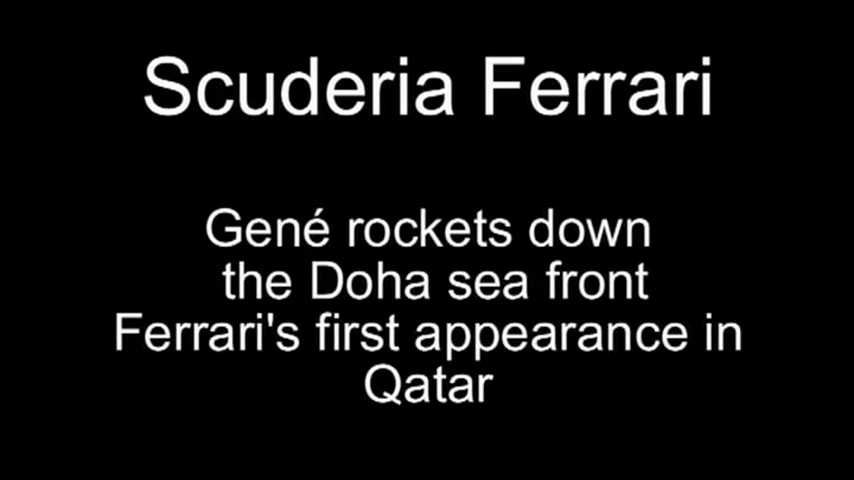 Scuderia Ferrari
Gené rockets down
the Doha sea front
Ferrari's first appearance in
Qatar